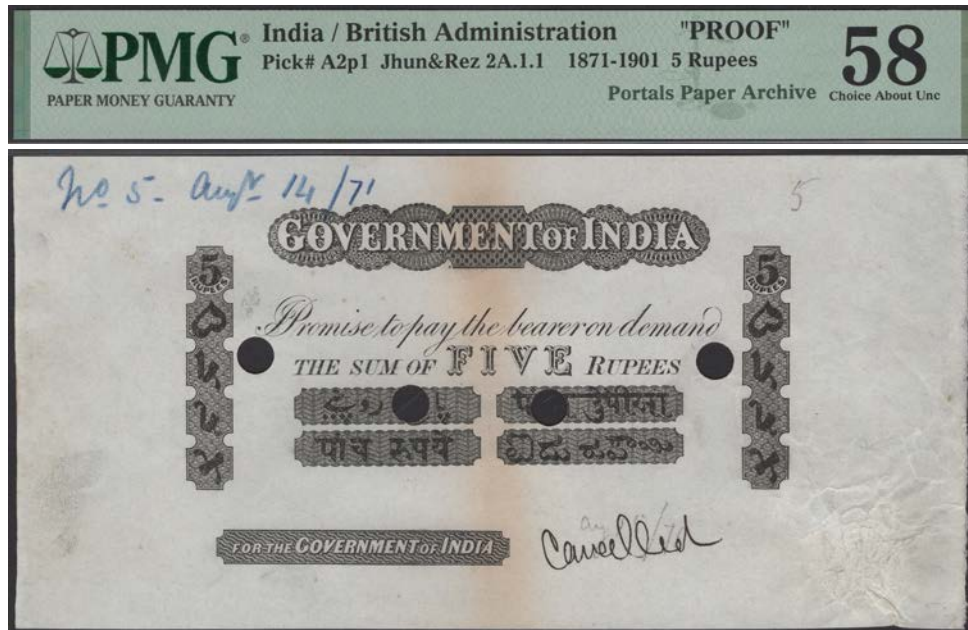 PMG® India / British Administration "PROOF" 58
Pick# A2p1 Jhun&Rez 2A.1.1 1871-1901 5 Rupees
PAPER MONEY GUARANTY Portals Paper Archive Choice About Unc
No 5 - Augst 14/71
5
GOVERNMENT OF INDIA
5 RUPEES
5 RUPEES
Promise to pay the bearer on demand
THE SUM OF FIVE RUPEES
पांच रुपये
FOR THE GOVERNMENT OF INDIA
Cancelled